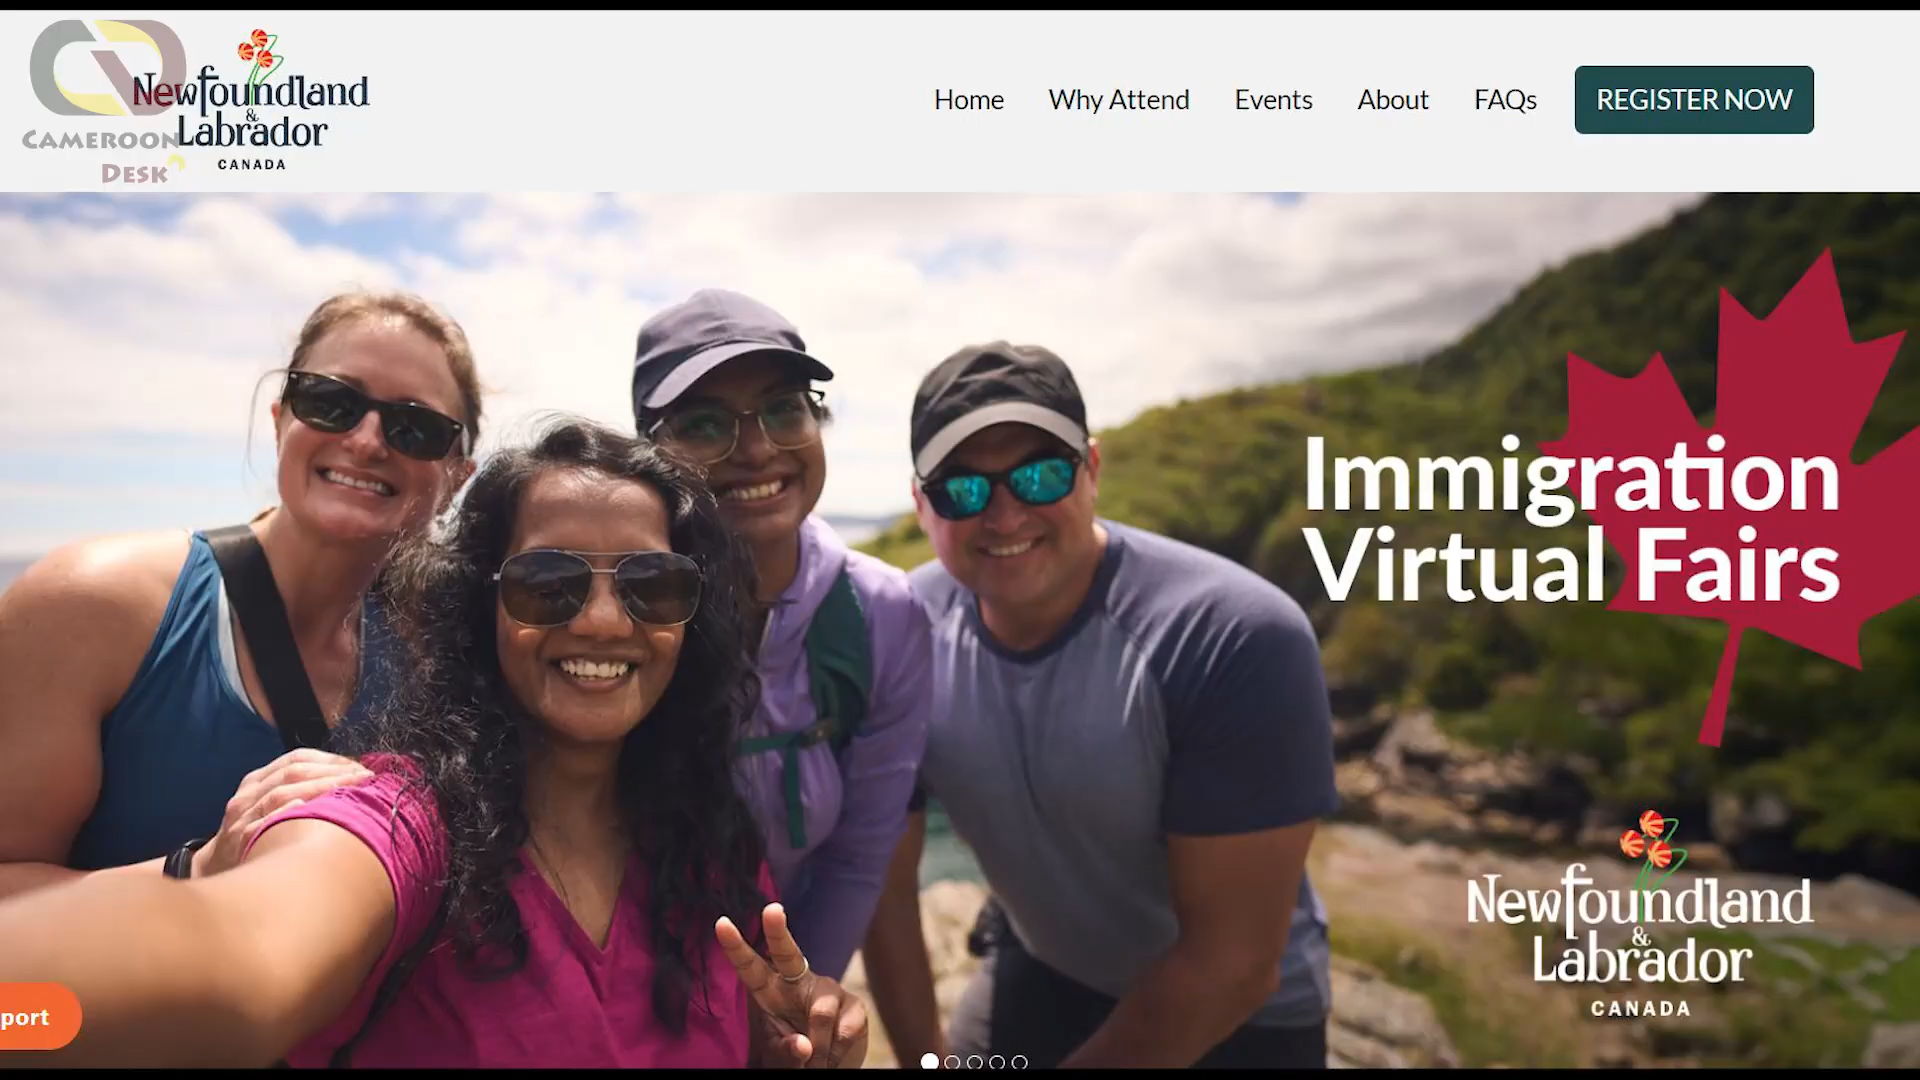 CAMEROON
DESK
Newfoundland
&
Labrador
CANADA
Home
Why Attend
Events
About
FAQs
REGISTER NOW
Immigration
Virtual Fairs
Newfoundland
&
Labrador
CANADA
port